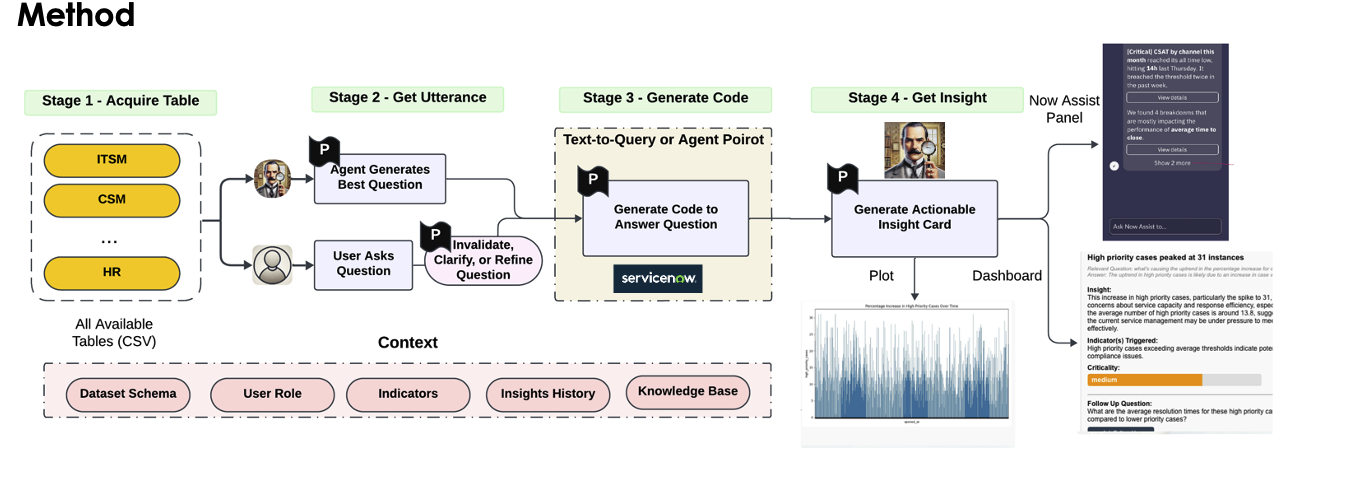 Method
Stage 1 - Acquire Table
Stage 2 - Get Utterance
Stage 3 - Generate Code
Stage 4 - Get Insight
ITSM
CSM
...
HR
All Available
Tables (CSV)
P
Agent Generates
Best Question
User Asks
Question
P
Invalidate,
Clarify, or Refine
Question
Text-to-Query or Agent Poirot
P
Generate Code to
Answer Question
servicenow
P
Generate Actionable
Insight Card
Plot
Dashboard
Now Assist
Panel
[Critical] CSAT by channel this
month reached its all time low,
hitting 14h last Thursday. It
breached the threshold twice in
the past week.
View details
We found 4 breakdowns that
are mostly impacting the
performance of average time to
close.
View details
Show 2 more
Ask Now Assist to...
Percentage Increase in High Priority Cases Over Time
High priority cases peaked at 31 instances
Relevant Question: what's causing the uptrend in the percentage increase for
Answer: The uptrend in high priority cases is likely due to an increase in case
Insight:
This increase in high priority cases, particularly the spike to 31,
concerns about service capacity and response efficiency,
the average number of high priority cases is around 13.8,
the current service management may be under pressure to
effectively.
Indicator(s) Triggered:
High priority cases exceeding average thresholds indicate
compliance issues.
Criticality:
medium
Follow Up Question:
What are the average resolution times for these high priority
compared to lower priority cases?
Context
Dataset Schema
User Role
Indicators
Insights History
Knowledge Base